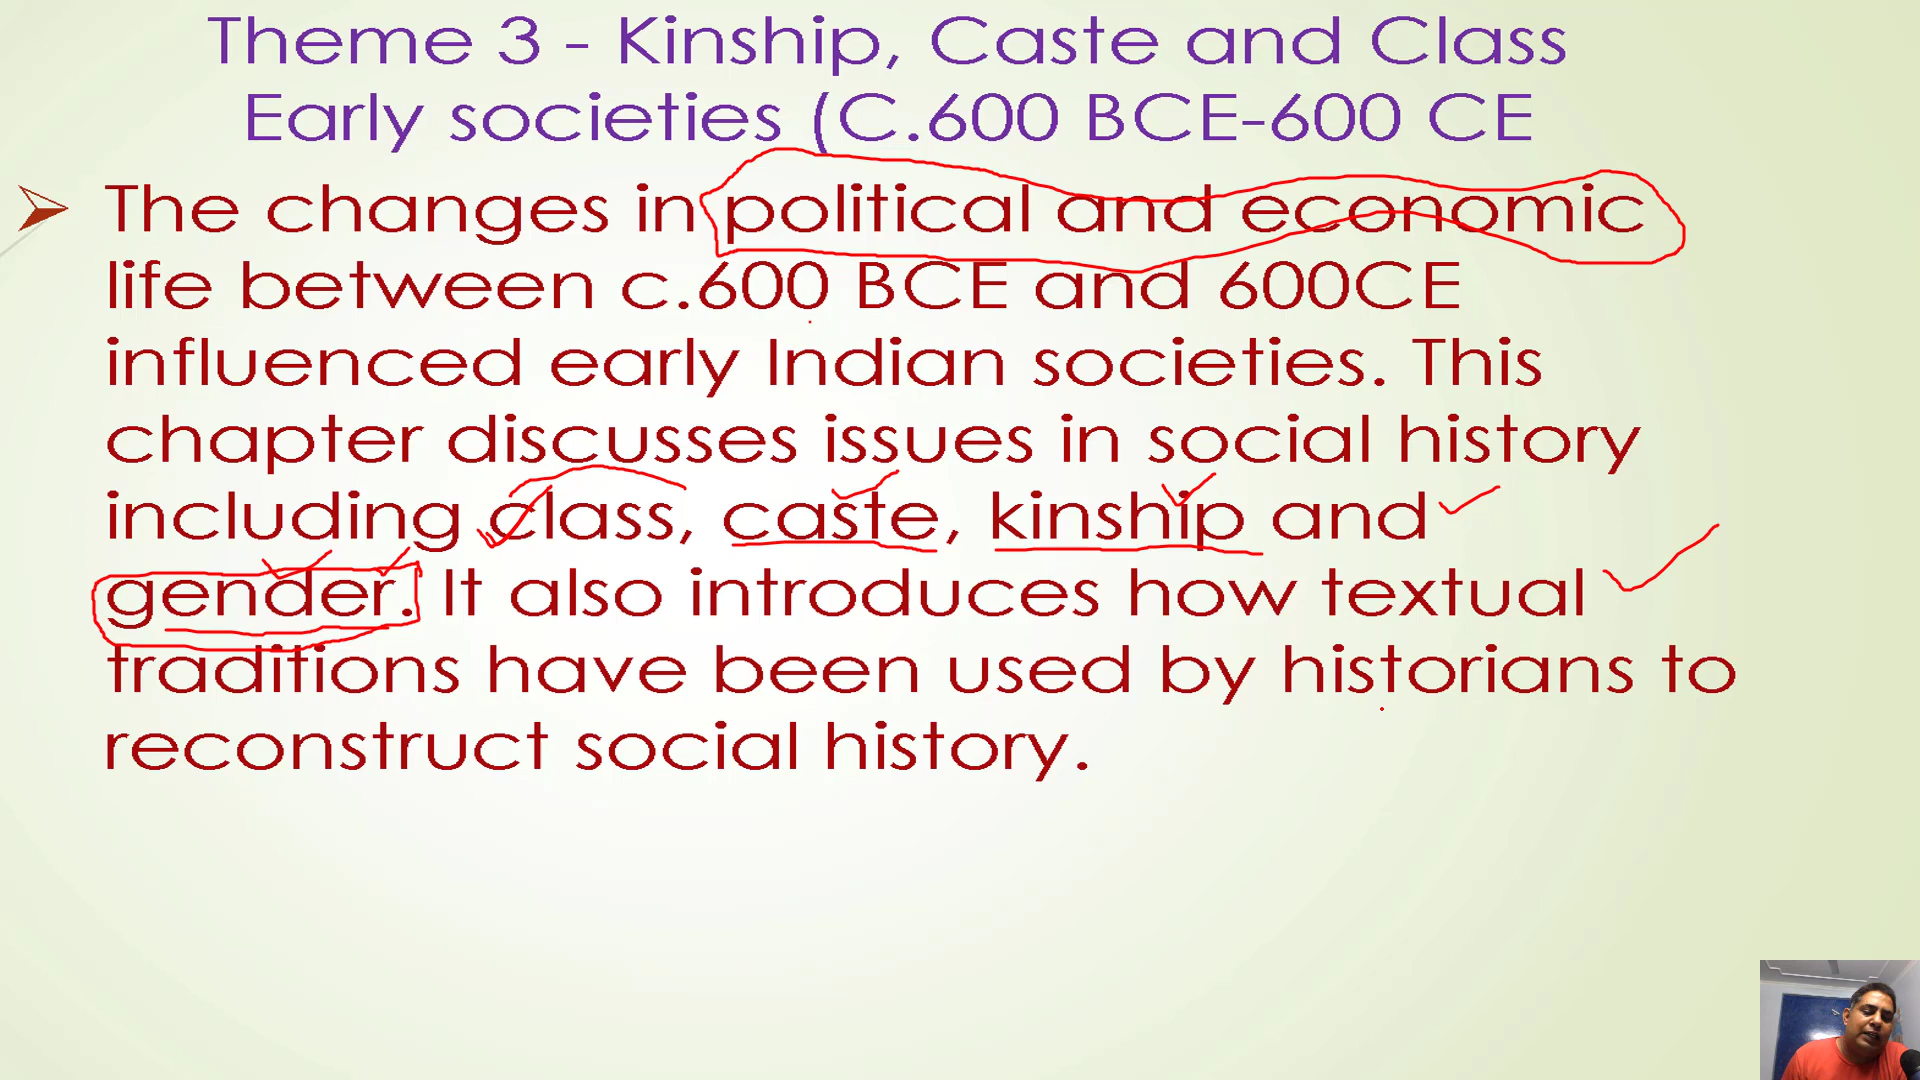 Theme 3 - Kinship, Caste and Class
Early societies (C.600 BCE-600 CE
The changes in political and economic
life between c.600 BCE and 600CE
influenced early Indian societies. This
chapter discusses issues in social history
including class, caste, kinship and
gender. It also introduces how textual
traditions have been used by historians to
reconstruct social history.